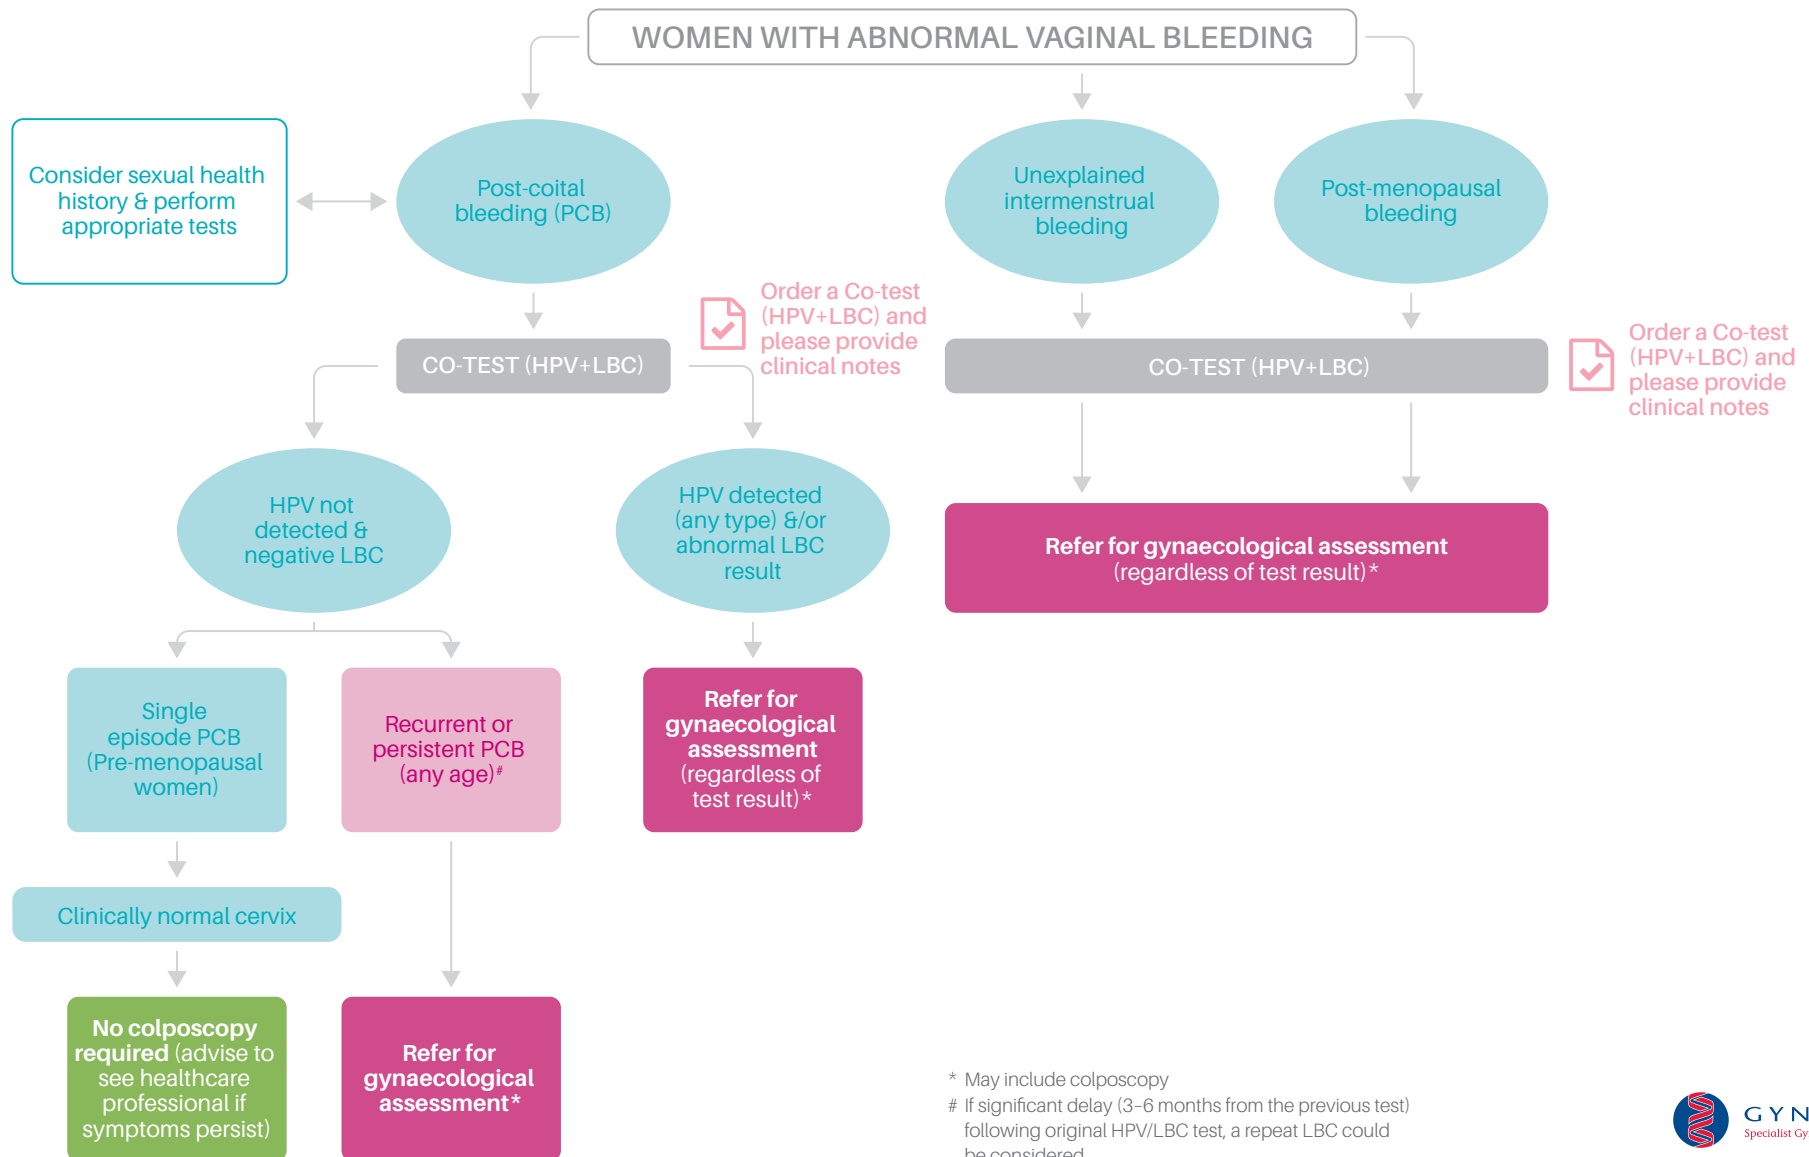 WOMEN WITH ABNORMAL VAGINAL BLEEDING
Consider sexual health
history & perform
appropriate tests
Post-coital
bleeding (PCB)
Unexplained
intermenstrual
bleeding
Post-menopausal
bleeding
Order a Co-test
(HPV+LBC) and
please provide
clinical notes
CO-TEST (HPV+LBC)
CO-TEST (HPV+LBC)
Order a Co-test
(HPV+LBC) and
please provide
clinical notes
HPV not
detected &
negative LBC
HPV detected
(any type) &/or
abnormal LBC
result
Refer for gynaecological assessment
(regardless of test result)*
Single
episode PCB
(Pre-menopausal
women)
Recurrent or
persistent PCB
(any age)#
Refer for
gynaecological
assessment
(regardless of
test result)*
Clinically normal cervix
No colposcopy
required (advise to
see healthcare
professional if
symptoms persist)
Refer for
gynaecological
assessment*
* May include colposcopy
# If significant delay (3–6 months from the previous test)
following original HPV/LBC test, a repeat LBC could
be considered
GYN
Specialist Gy